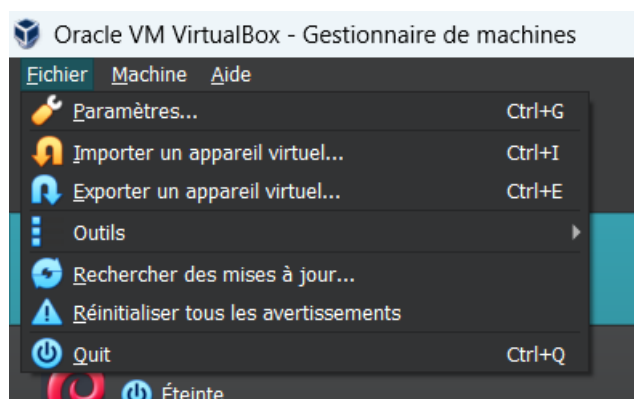 Oracle VM VirtualBox - Gestionnaire de machines
Fichier Machine Aide
Paramètres... Ctrl+G
Importer un appareil virtuel... Ctrl+I
Exporter un appareil virtuel... Ctrl+E
Outils
Rechercher des mises à jour...
Réinitialiser tous les avertissements
Quit Ctrl+Q
Éteinte